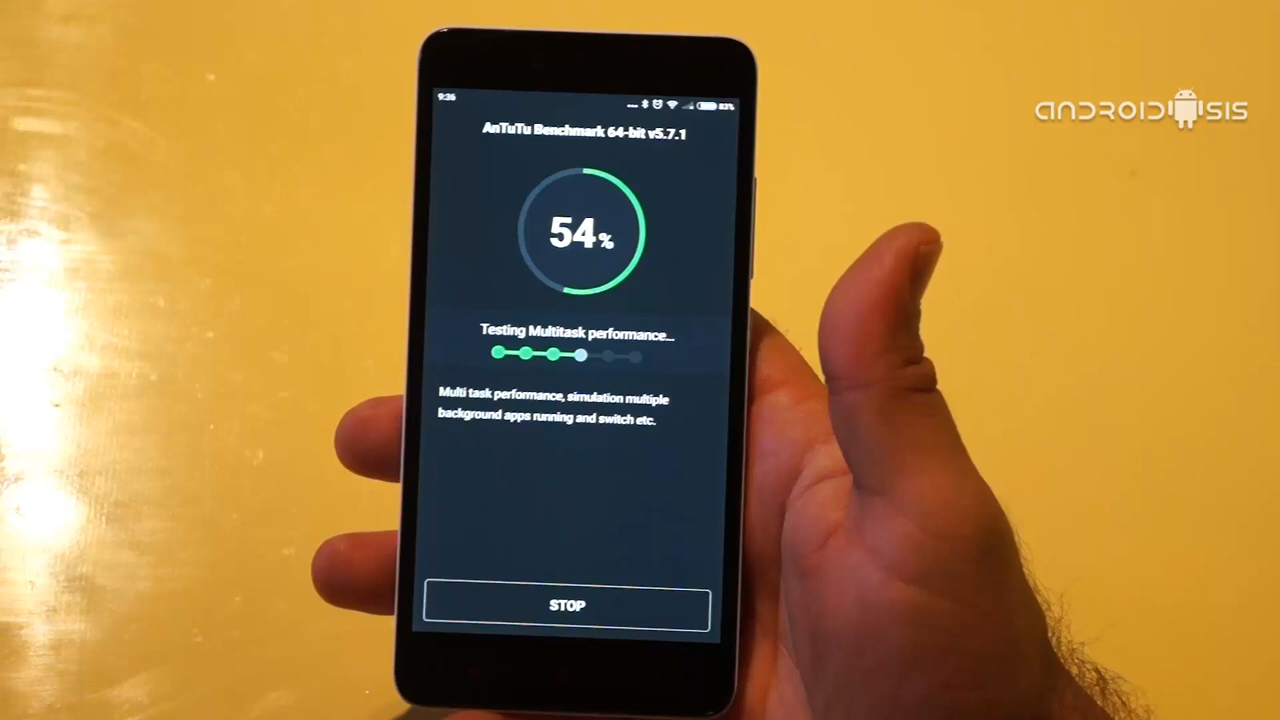 ANDROIDSIS
9:36
83%
AnTuTu Benchmark 64-bit v5.7.1
54%
Testing Multitask performance...
Multi task performance, simulation multiple
background apps running and switch etc.
STOP